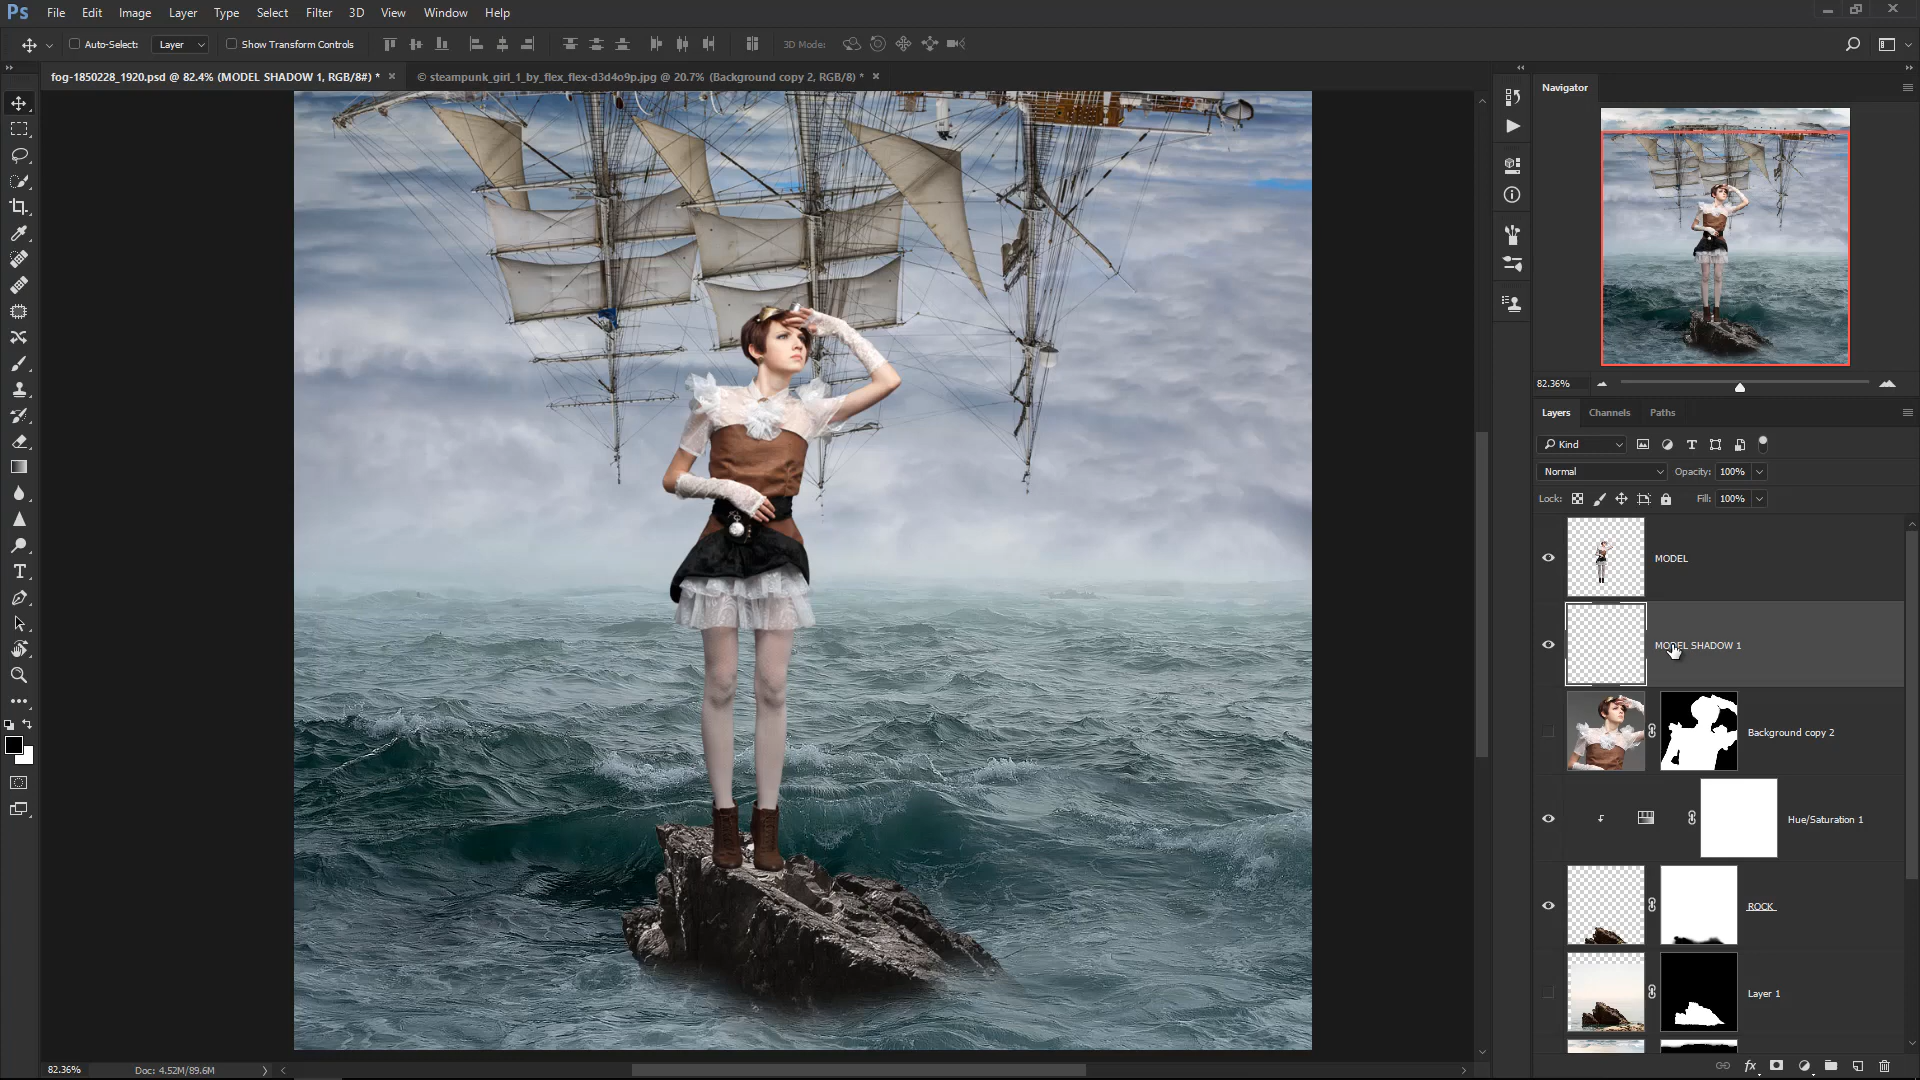 Ps File Edit Image Layer Type Select Filter 3D View Window Help
Auto-Select: Layer Show Transform Controls 3D Mode:
fog-1850228_1920.psd @ 82.4% (MODEL SHADOW 1, RGB/8#) * × © steampunk_girl_1_by_flex_flex-d3d4o9p.jpg @ 20.7% (Background copy 2, RGB/8) * ×
Navigator
82.36%
Layers Channels Paths
Kind
Normal Opacity: 100%
Lock: Fill: 100%
MODEL
MODEL SHADOW 1
Background copy 2
Hue/Saturation 1
ROCK
Layer 1
fx
82.36% Doc: 4.52M/89.6M